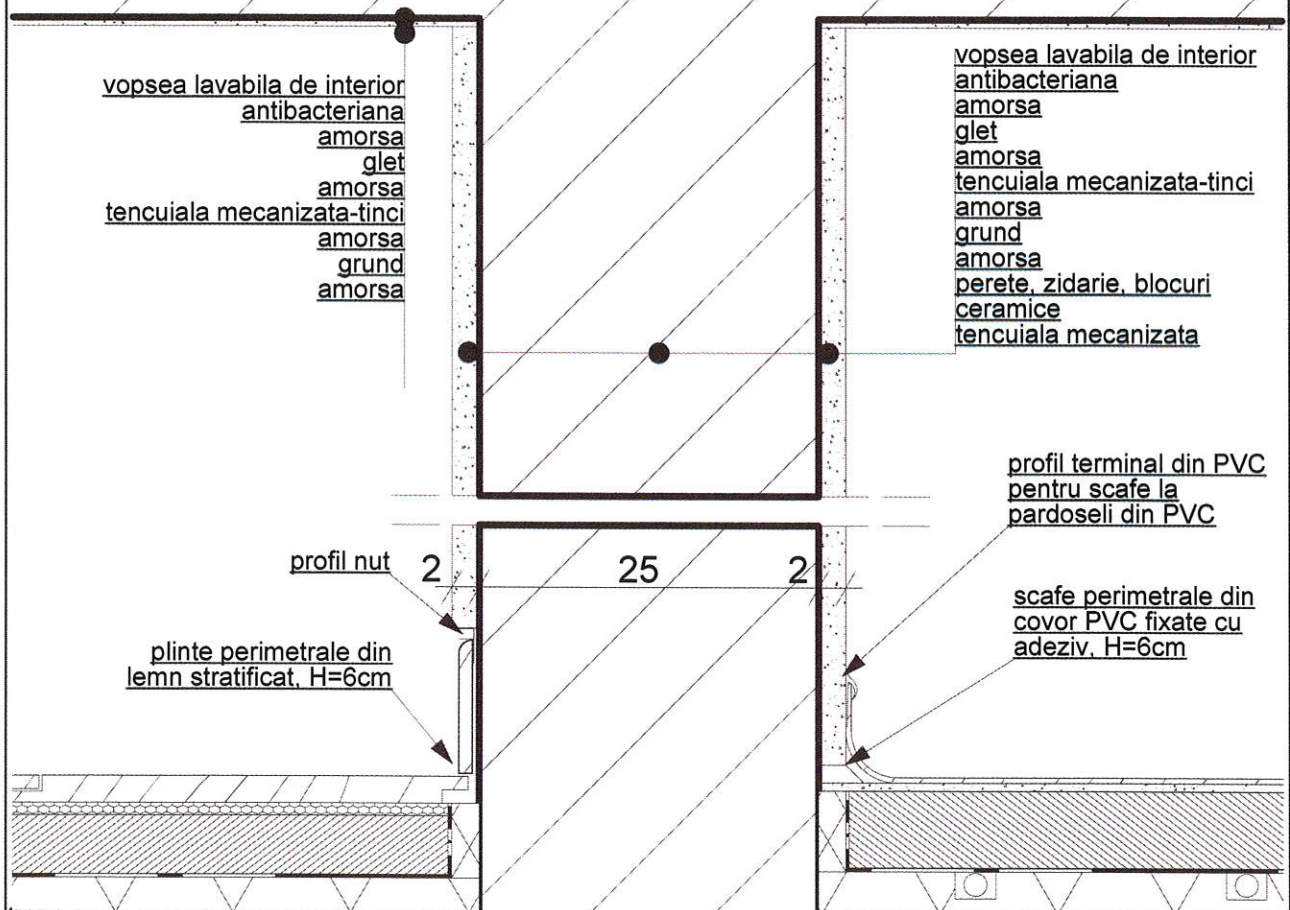 vopsea lavabila de interior
antibacteriana
amorsa
glet
amorsa
tencuiala mecanizata-tinci
amorsa
grund
amorsa
vopsea lavabila de interior
antibacteriana
amorsa
glet
amorsa
tencuiala mecanizata-tinci
amorsa
grund
amorsa
perete, zidarie, blocuri
ceramice
tencuiala mecanizata
profil terminal din PVC
pentru scafe la
pardoseli din PVC
profil nut
2 25 2
scafe perimetrale din
covor PVC fixate cu
adeziv, H=6cm
plinte perimetrale din
lemn stratificat, H=6cm